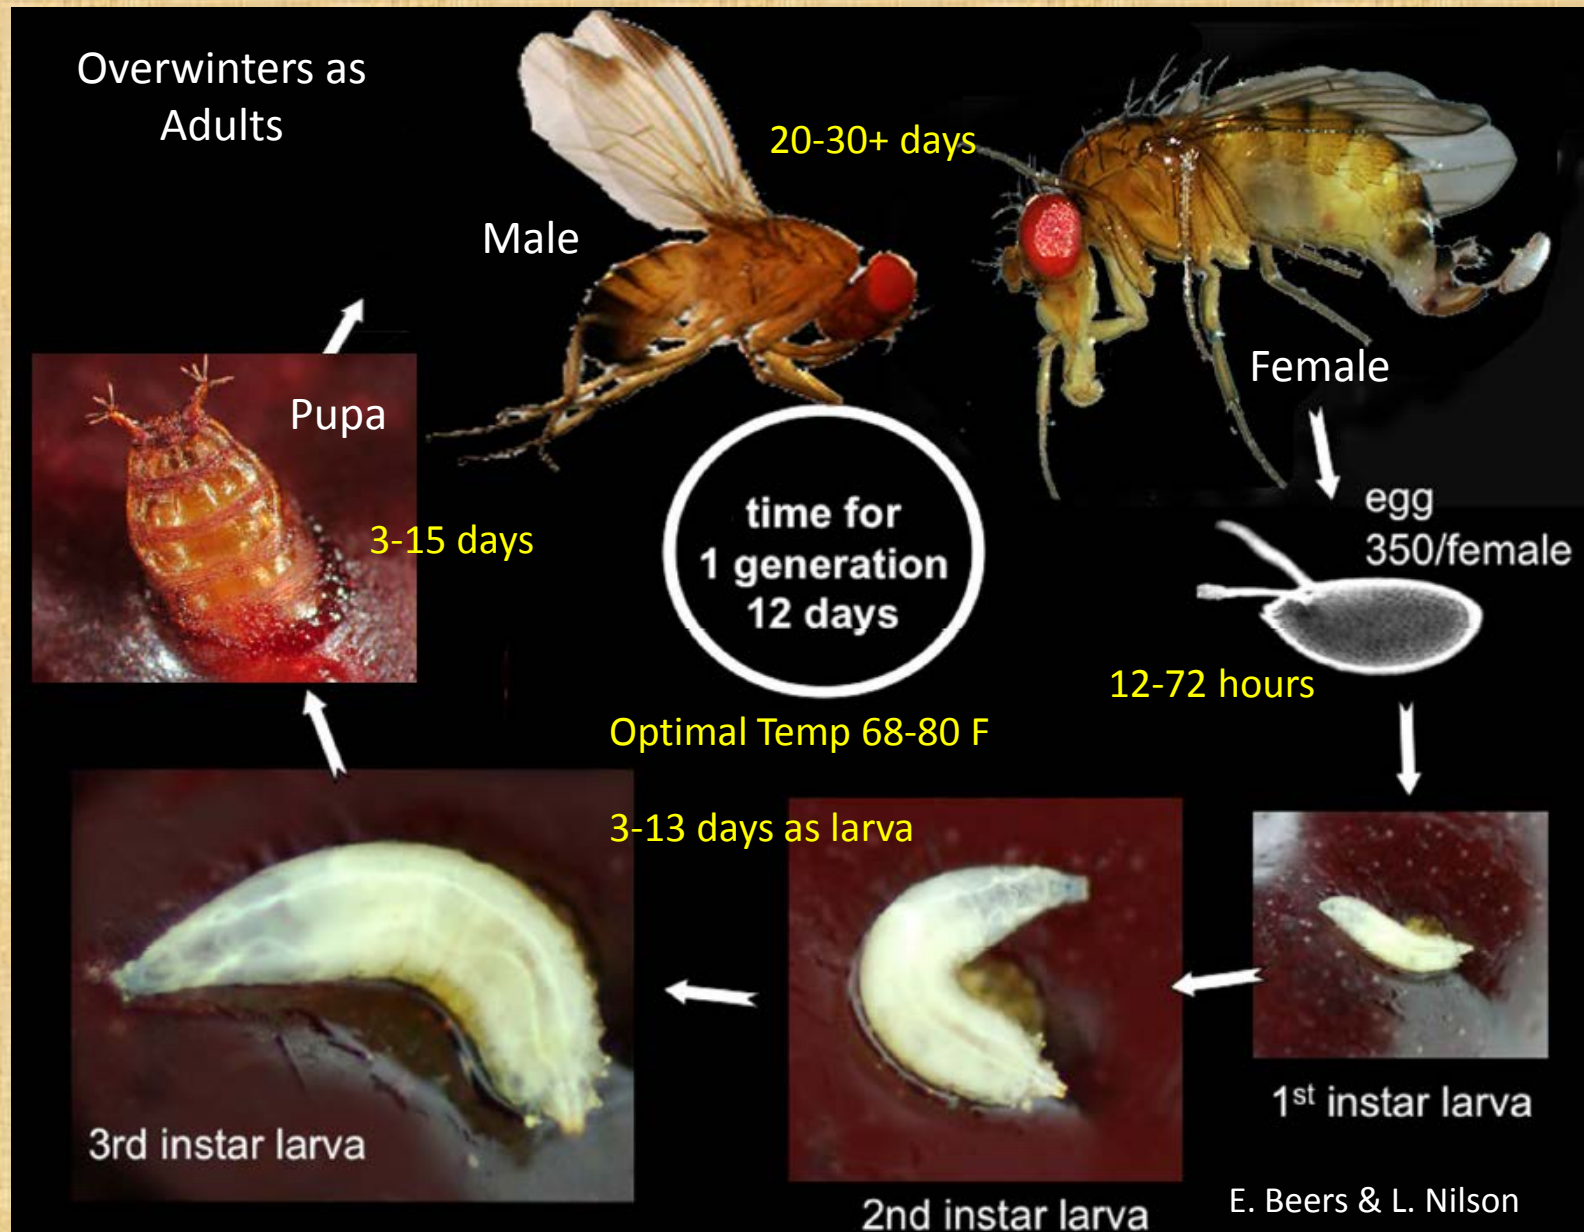 Overwinters as
Adults
20-30+ days
Male
Female
Pupa
3-15 days
time for
1 generation
12 days
egg
350/female
12-72 hours
Optimal Temp 68-80 F
3-13 days as larva
1st instar larva
3rd instar larva
2nd instar larva
E. Beers & L. Nilson